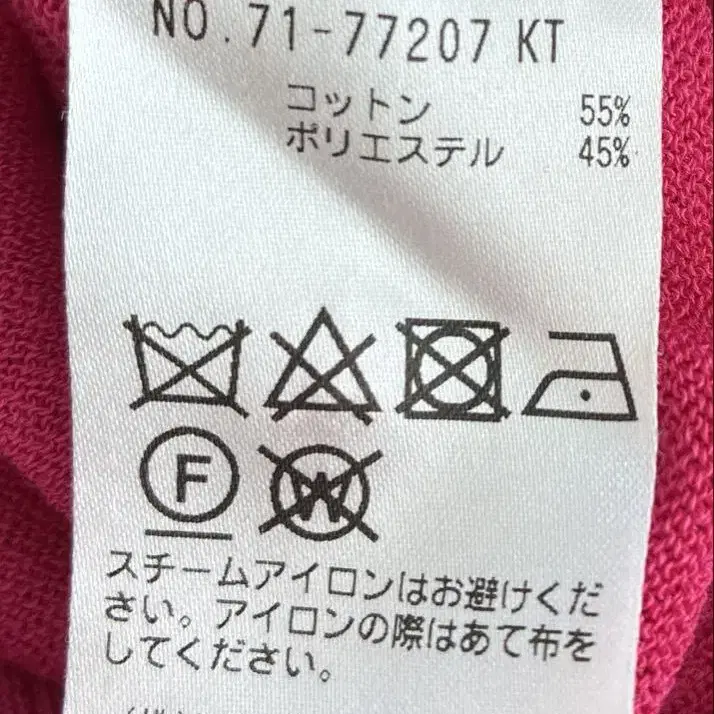 NO.71-77207 KT
コットン 55%
ポリエステル 45%
F W
スチームアイロンはお避けくだ
さい。アイロンの際はあて布を
してください。